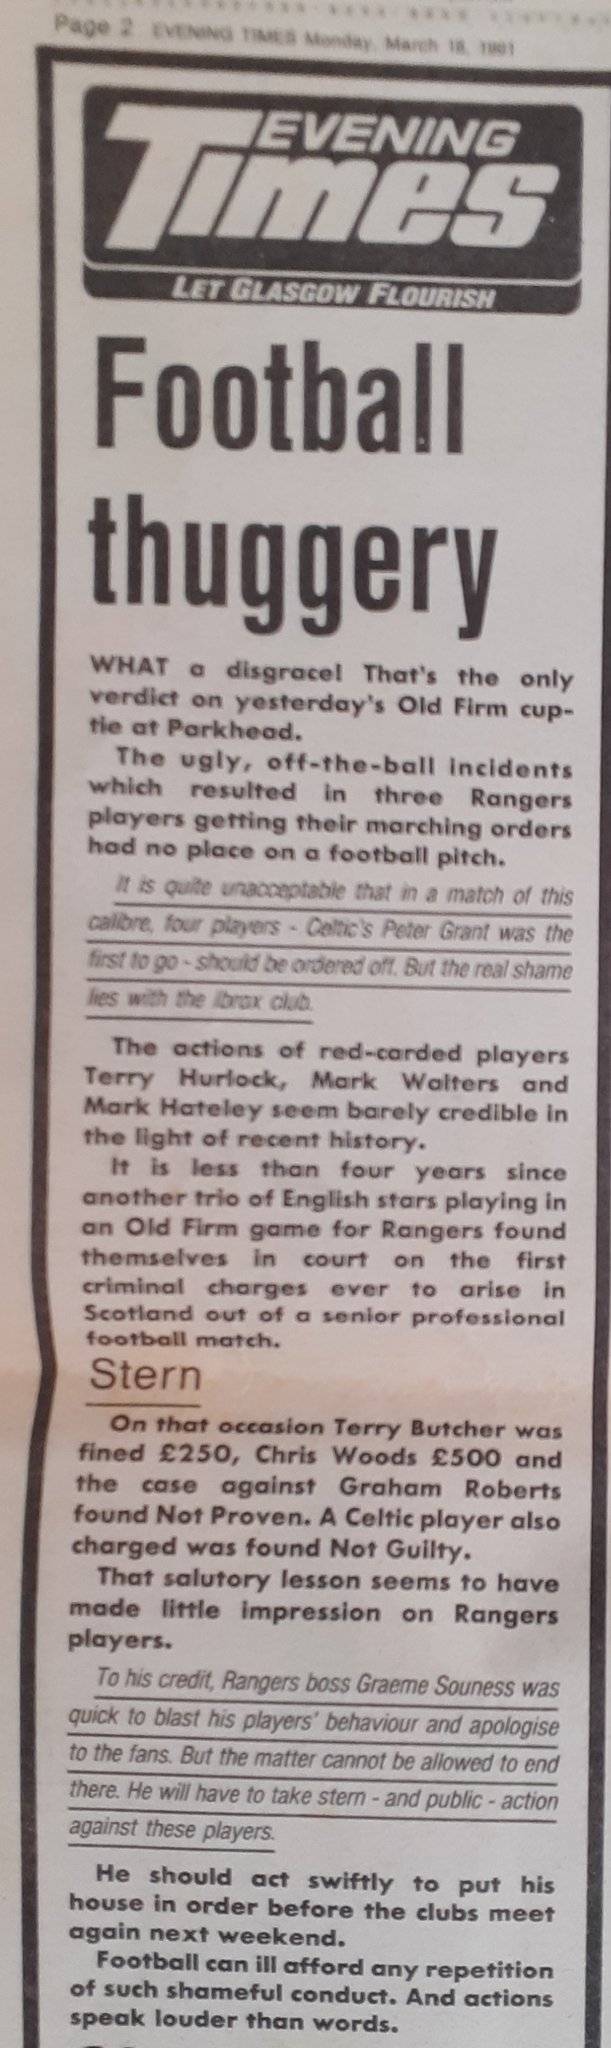 Page 2 EVENING TIMES Monday, March 18, 1991
EVENING
Times
LET GLASGOW FLOURISH
Football
thuggery
WHAT a disgrace! That's the only
verdict on yesterday's Old Firm cup-
tie at Parkhead.
The ugly, off-the-ball incidents
which resulted in three Rangers
players getting their marching orders
had no place on a football pitch.
It is quite unacceptable that in a match of this
calibre, four players - Celtic's Peter Grant was the
first to go - should be ordered off. But the real shame
lies with the Ibrox club.
The actions of red-carded players
Terry Hurlock, Mark Walters and
Mark Hateley seem barely credible in
the light of recent history.
It is less than four years since
another trio of English stars playing in
an Old Firm game for Rangers found
themselves in court on the first
criminal charges ever to arise in
Scotland out of a senior professional
football match.
Stern
On that occasion Terry Butcher was
fined £250, Chris Woods £500 and
the case against Graham Roberts
found Not Proven. A Celtic player also
charged was found Not Guilty.
That salutory lesson seems to have
made little impression on Rangers
players.
To his credit, Rangers boss Graeme Souness was
quick to blast his players' behaviour and apologise
to the fans. But the matter cannot be allowed to end
there. He will have to take stern - and public - action
against these players.
He should act swiftly to put his
house in order before the clubs meet
again next weekend.
Football can ill afford any repetition
of such shameful conduct. And actions
speak louder than words.